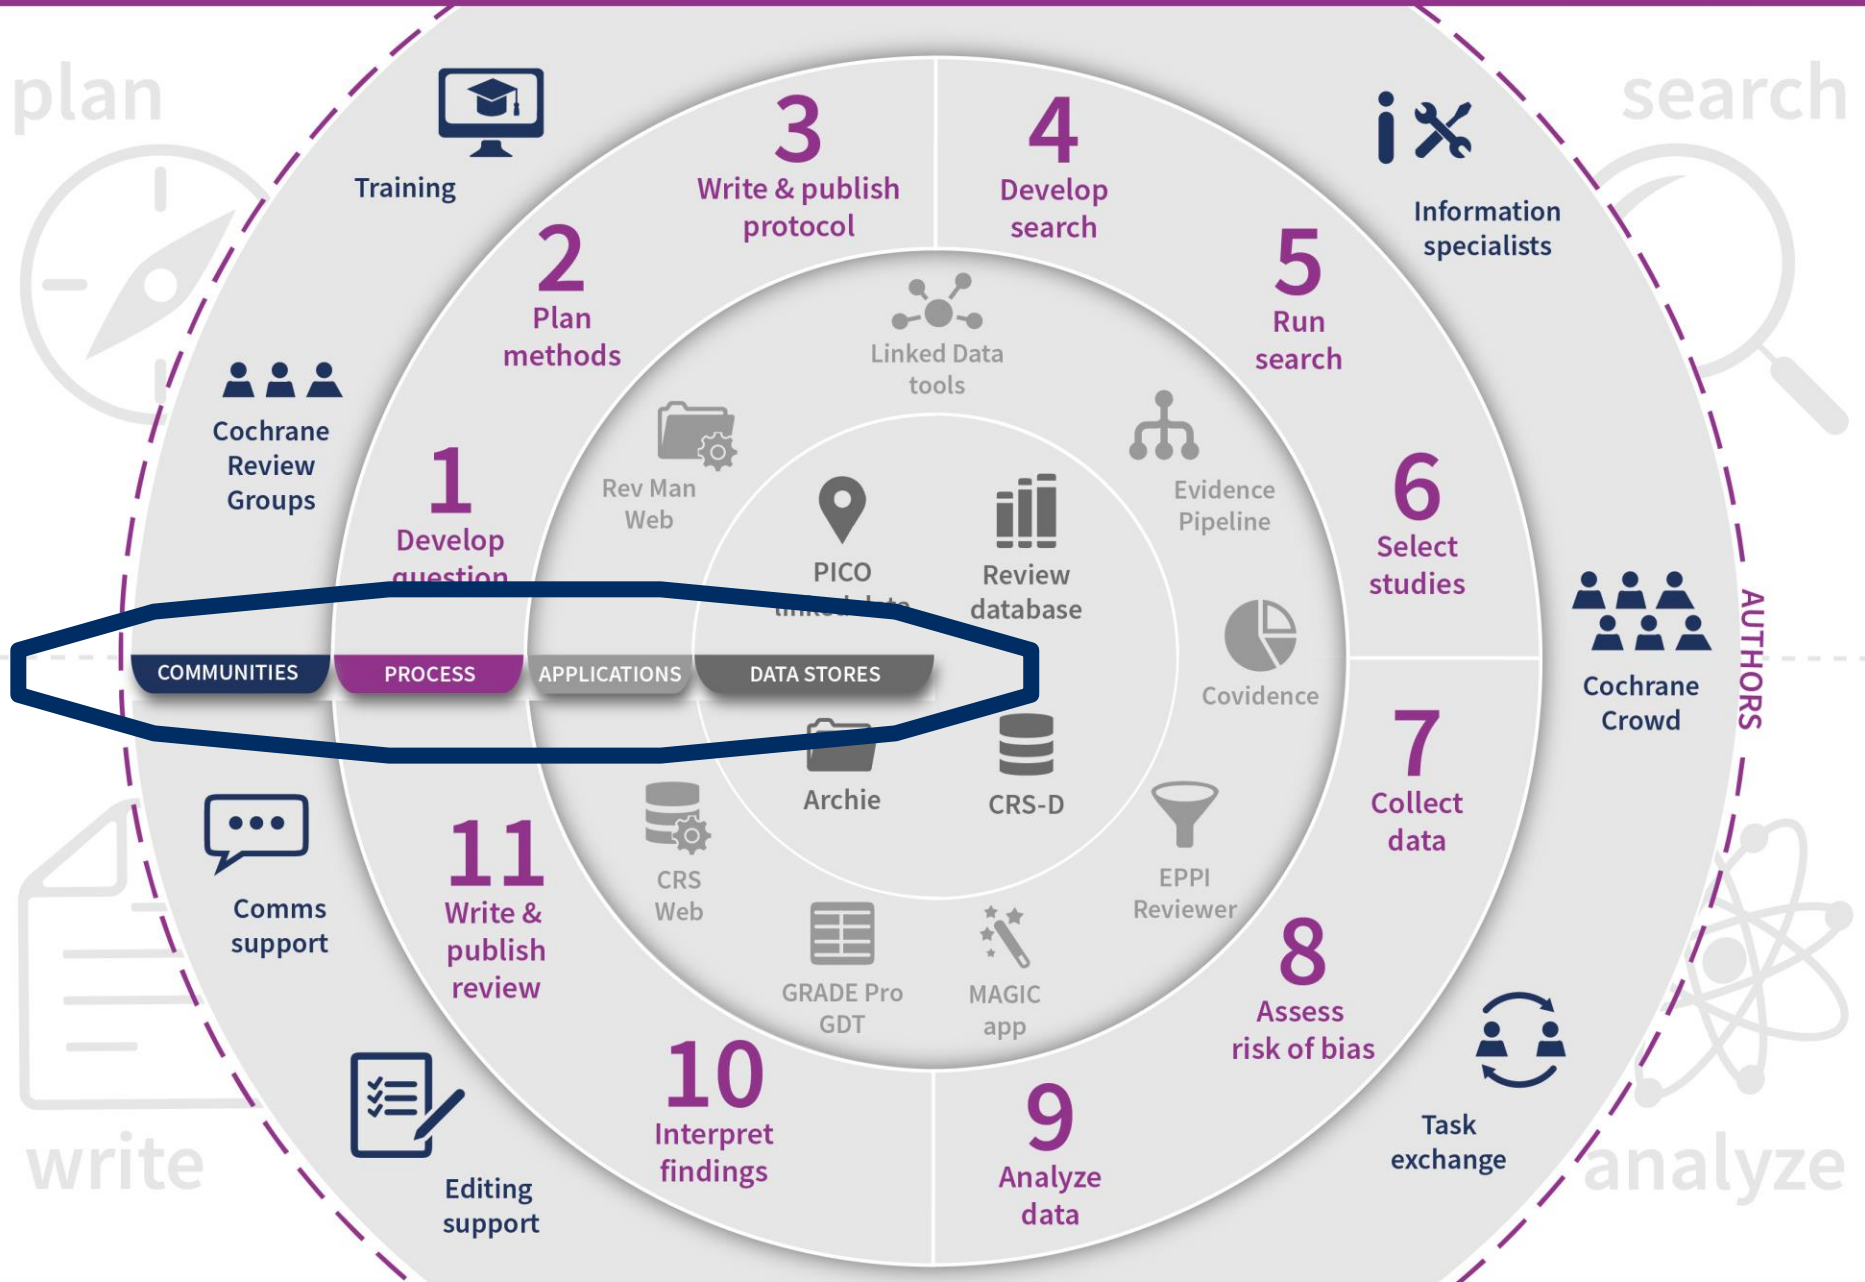 plan
search
Training
3
Write & publish
protocol
4
Develop
search
Information
specialists
2
Plan
methods
5
Run
search
Linked Data
tools
Cochrane
Review
Groups
1
Develop
question
Rev Man
Web
Evidence
Pipeline
6
Select
studies
PICO
linked data
Review
database
Covidence
Cochrane
Crowd
AUTHORS
COMMUNITIES
PROCESS
APPLICATIONS
DATA STORES
Archie
CRS-D
7
Collect
data
Comms
support
11
Write &
publish
review
CRS
Web
EPPI
Reviewer
GRADE Pro
GDT
MAGIC
app
8
Assess
risk of bias
10
Interpret
findings
9
Analyze
data
Task
exchange
Editing
support
write
analyze